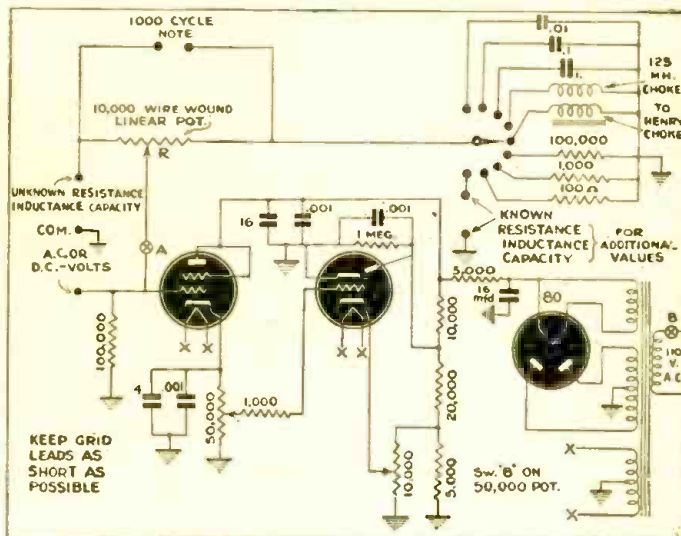 1000 CYCLE
NOTE
10,000 WIRE WOUND
LINEAR POT.
R
UNKNOWN RESISTANCE
INDUCTANCE CAPACITY
COM.
A.C. OR
D.C.-VOLTS
A
100,000
KEEP GRID
LEADS AS
SHORT AS
POSSIBLE
X X
4
.001
50,000
1,000
16
.001
.001
1 MEG.
X X
10,000
5,000
10,000
20,000
5,000
16
mfd
80
.01
.1
1.
125
MH.
CHOKE
TO
HENRY
CHOKE
100,000
1,000
100Ω
KNOWN
RESISTANCE
INDUCTANCE
CAPACITY
FOR
ADDITIONAL
VALUES
B
110
V.
A.C.
SW. "B" ON
50,000 POT.
X
X